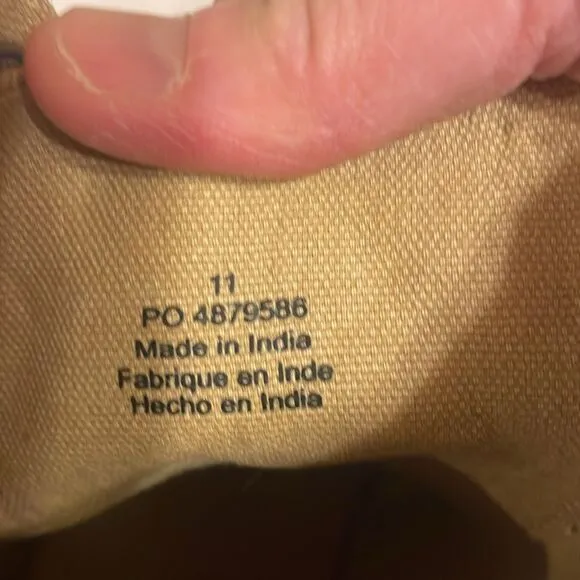 11
PO 4879586
Made in India
Fabrique en Inde
Hecho en India